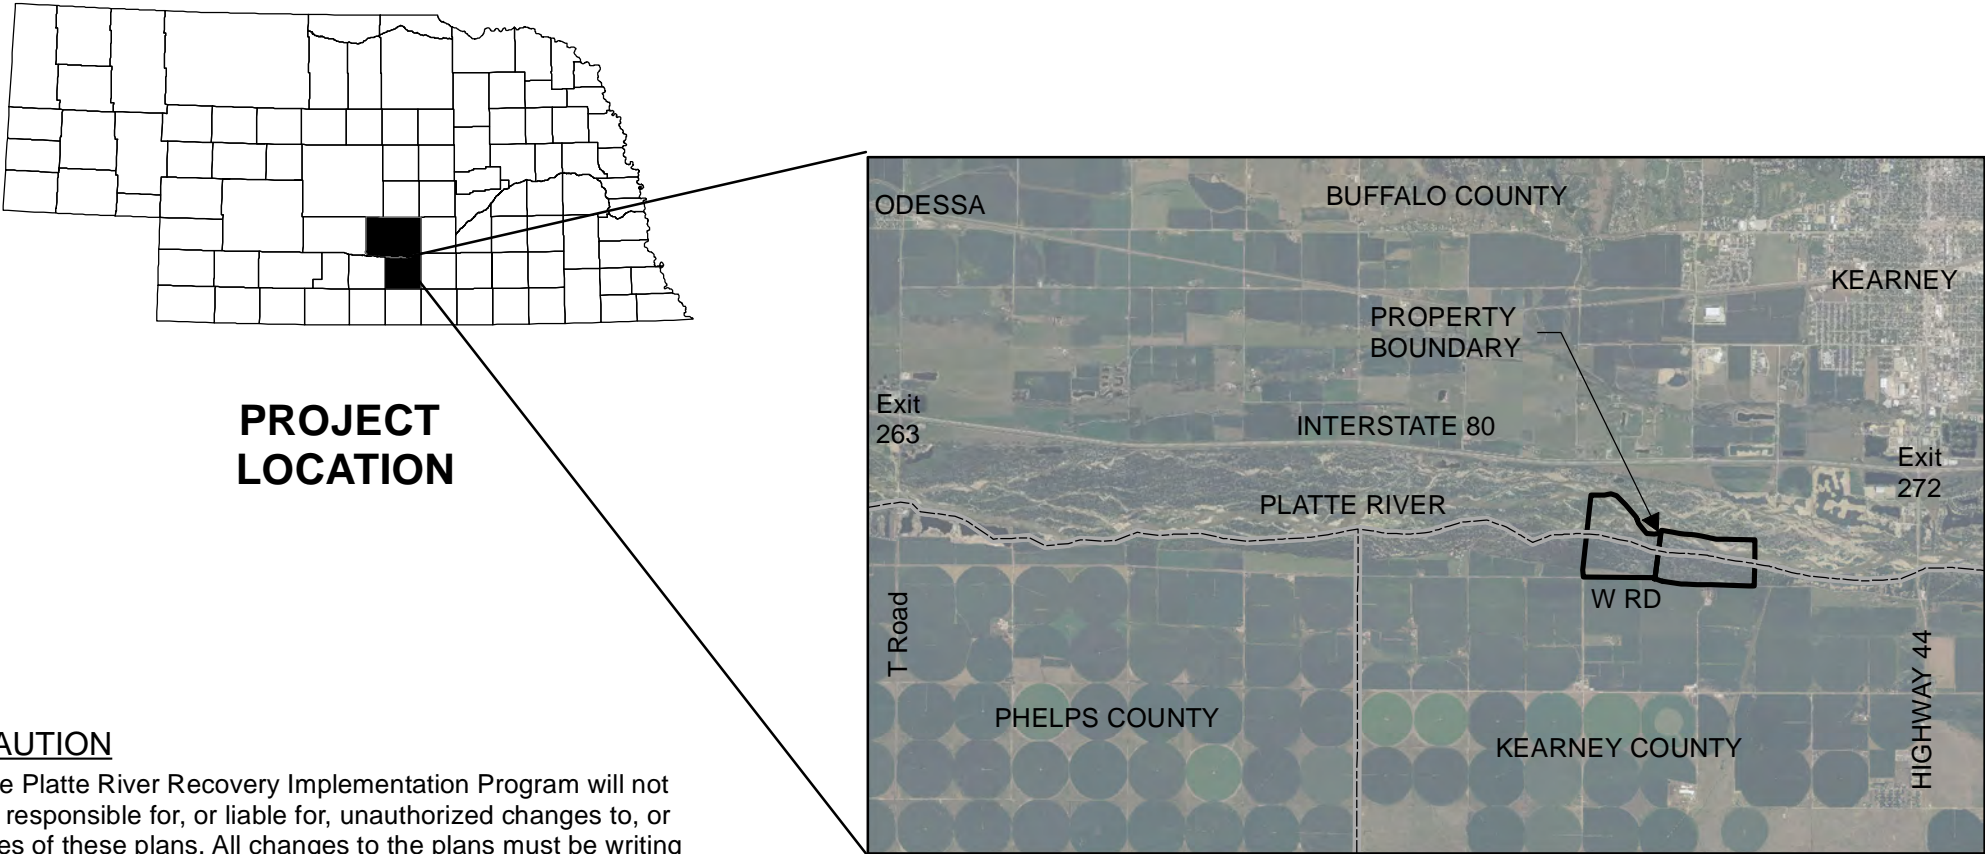 PROJECT
LOCATION
AUTION
e Platte River Recovery Implementation Program will not
responsible for, or liable for, unauthorized changes to, or
es of these plans. All changes to the plans must be writing
ODESSA
BUFFALO COUNTY
KEARNEY
PROPERTY
BOUNDARY
Exit
263
INTERSTATE 80
Exit
272
PLATTE RIVER
W RD
T Road
PHELPS COUNTY
KEARNEY COUNTY
HIGHWAY 44